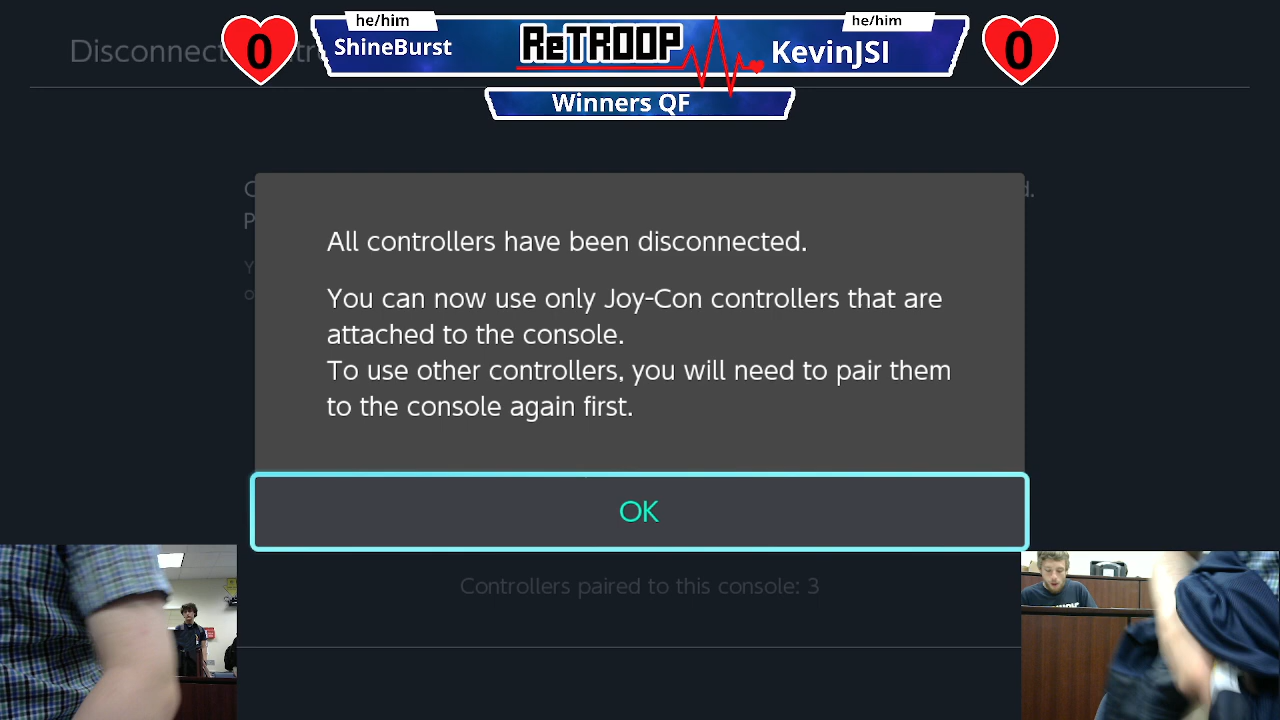 he/him
he/him
0
ShineBurst
ReTROOP
KevinJSI
0
Disconnect
Winners QF
All controllers have been disconnected.
You can now use only Joy-Con controllers that are
attached to the console.
To use other controllers, you will need to pair them
to the console again first.
OK
Controllers paired to this console: 3